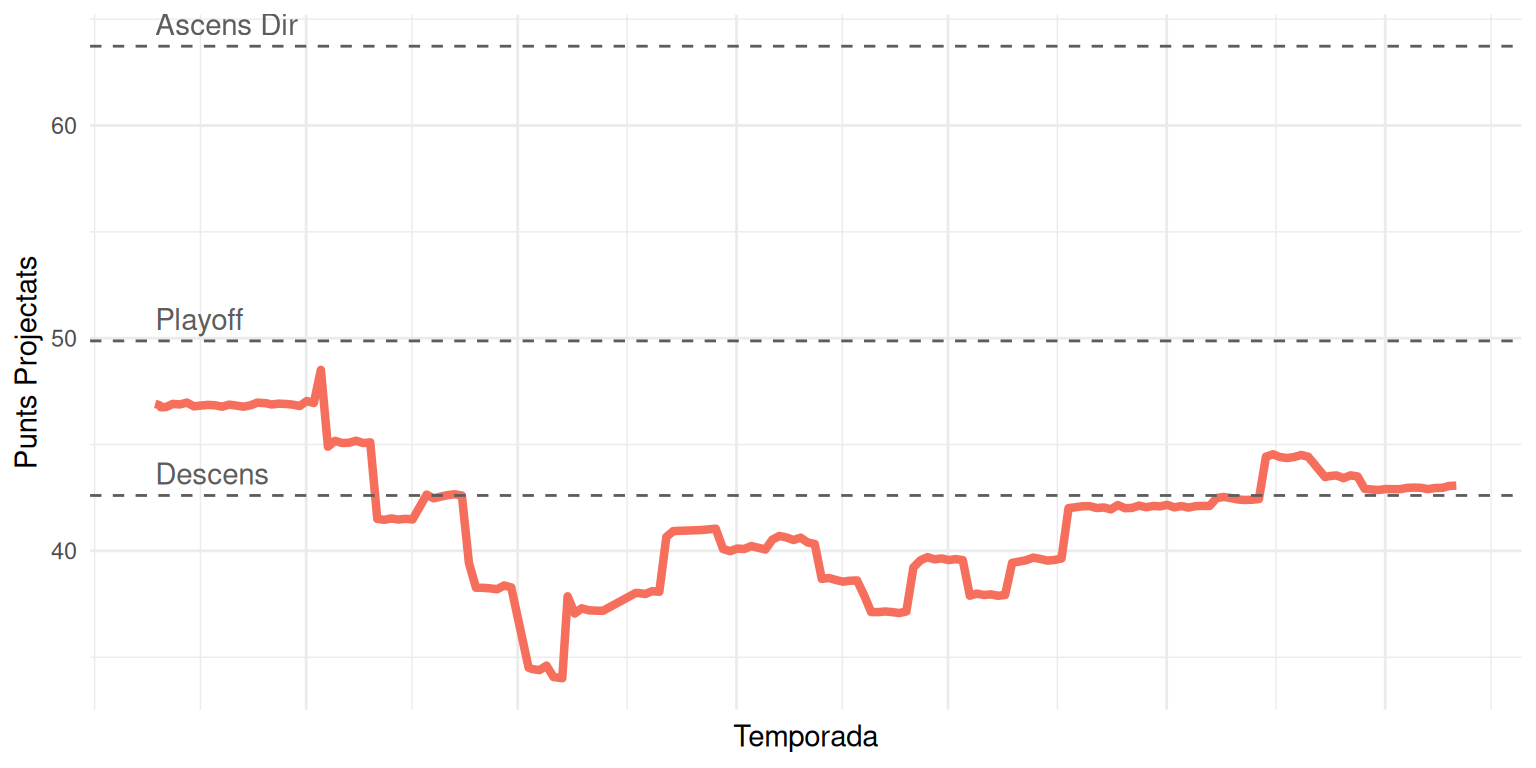 Ascens Dir
60
Playoff
50
Punts Projectats
Descens
40
Temporada